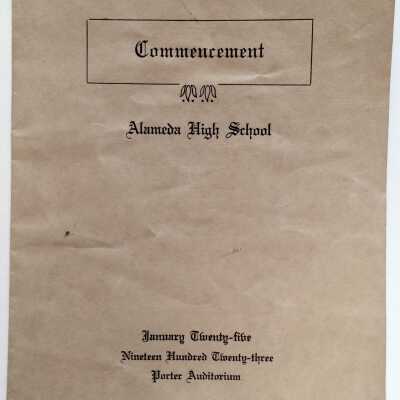 Commencement
Alameda High School
January Twenty-five
Nineteen Hundred Twenty-three
Porter Auditorium